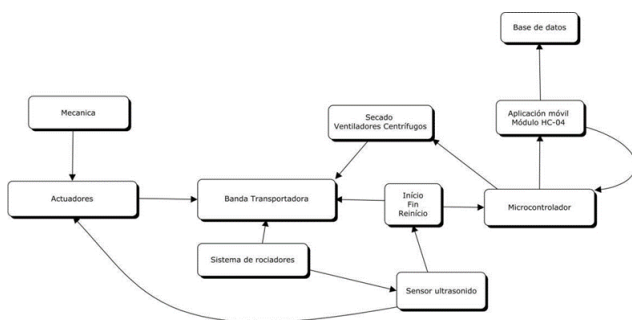 Base de datos
Mecanica
Secado
Ventiladores Centrífugos
Aplicación móvil
Módulo HC-04
Actuadores
Banda Transportadora
Início
Fin
Reinício
Microcontrolador
Sistema de rociadores
Sensor ultrasonido